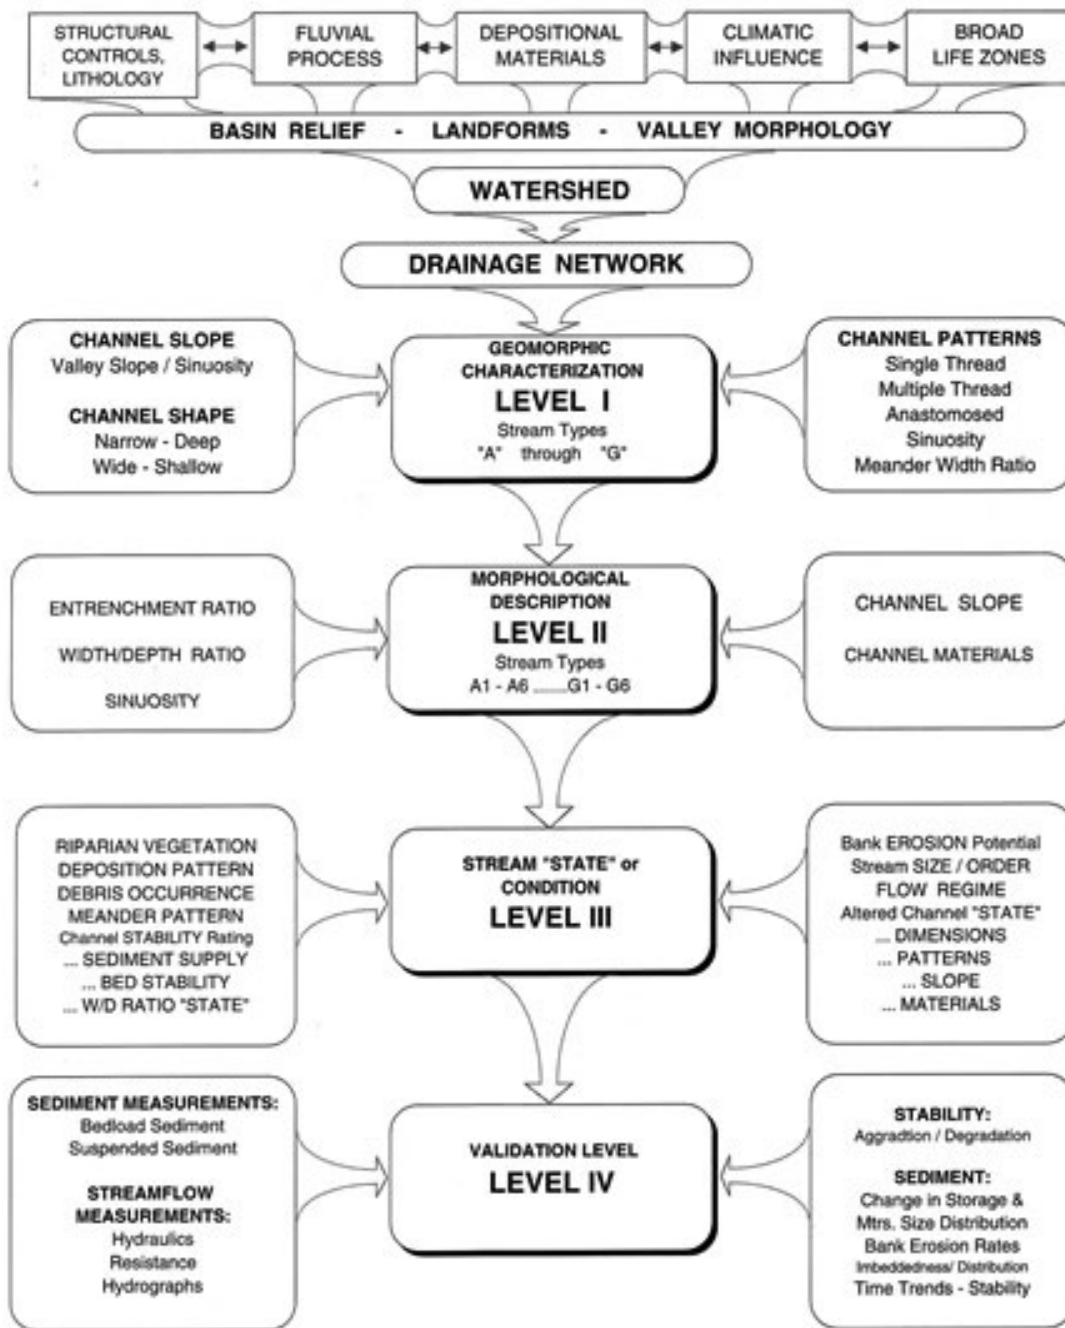 STRUCTURAL
CONTROLS,
LITHOLOGY
FLUVIAL
PROCESS
DEPOSITIONAL
MATERIALS
CLIMATIC
INFLUENCE
BROAD
LIFE ZONES
BASIN RELIEF - LANDFORMS - VALLEY MORPHOLOGY
WATERSHED
DRAINAGE NETWORK
CHANNEL SLOPE
Valley Slope / Sinuosity
CHANNEL SHAPE
Narrow - Deep
Wide - Shallow
GEOMORPHIC
CHARACTERIZATION
LEVEL I
Stream Types
"A" through "G"
CHANNEL PATTERNS
Single Thread
Multiple Thread
Anastomosed
Sinuosity
Meander Width Ratio
ENTRENCHMENT RATIO
WIDTH/DEPTH RATIO
SINUOSITY
MORPHOLOGICAL
DESCRIPTION
LEVEL II
Stream Types
A1 - A6 ........G1 - G6
CHANNEL SLOPE
CHANNEL MATERIALS
RIPARIAN VEGETATION
DEPOSITION PATTERN
DEBRIS OCCURRENCE
MEANDER PATTERN
Channel STABILITY Rating
... SEDIMENT SUPPLY
... BED STABILITY
... W/D RATIO "STATE"
STREAM "STATE" or
CONDITION
LEVEL III
Bank EROSION Potential
Stream SIZE / ORDER
FLOW REGIME
Altered Channel "STATE"
... DIMENSIONS
... PATTERNS
... SLOPE
... MATERIALS
SEDIMENT MEASUREMENTS:
Bedload Sediment
Suspended Sediment
STREAMFLOW
MEASUREMENTS:
Hydraulics
Resistance
Hydrographs
VALIDATION LEVEL
LEVEL IV
STABILITY:
Aggradtion / Degradation
SEDIMENT:
Change in Storage &
Mtrs. Size Distribution
Bank Erosion Rates
Imbeddedness/ Distribution
Time Trends - Stability